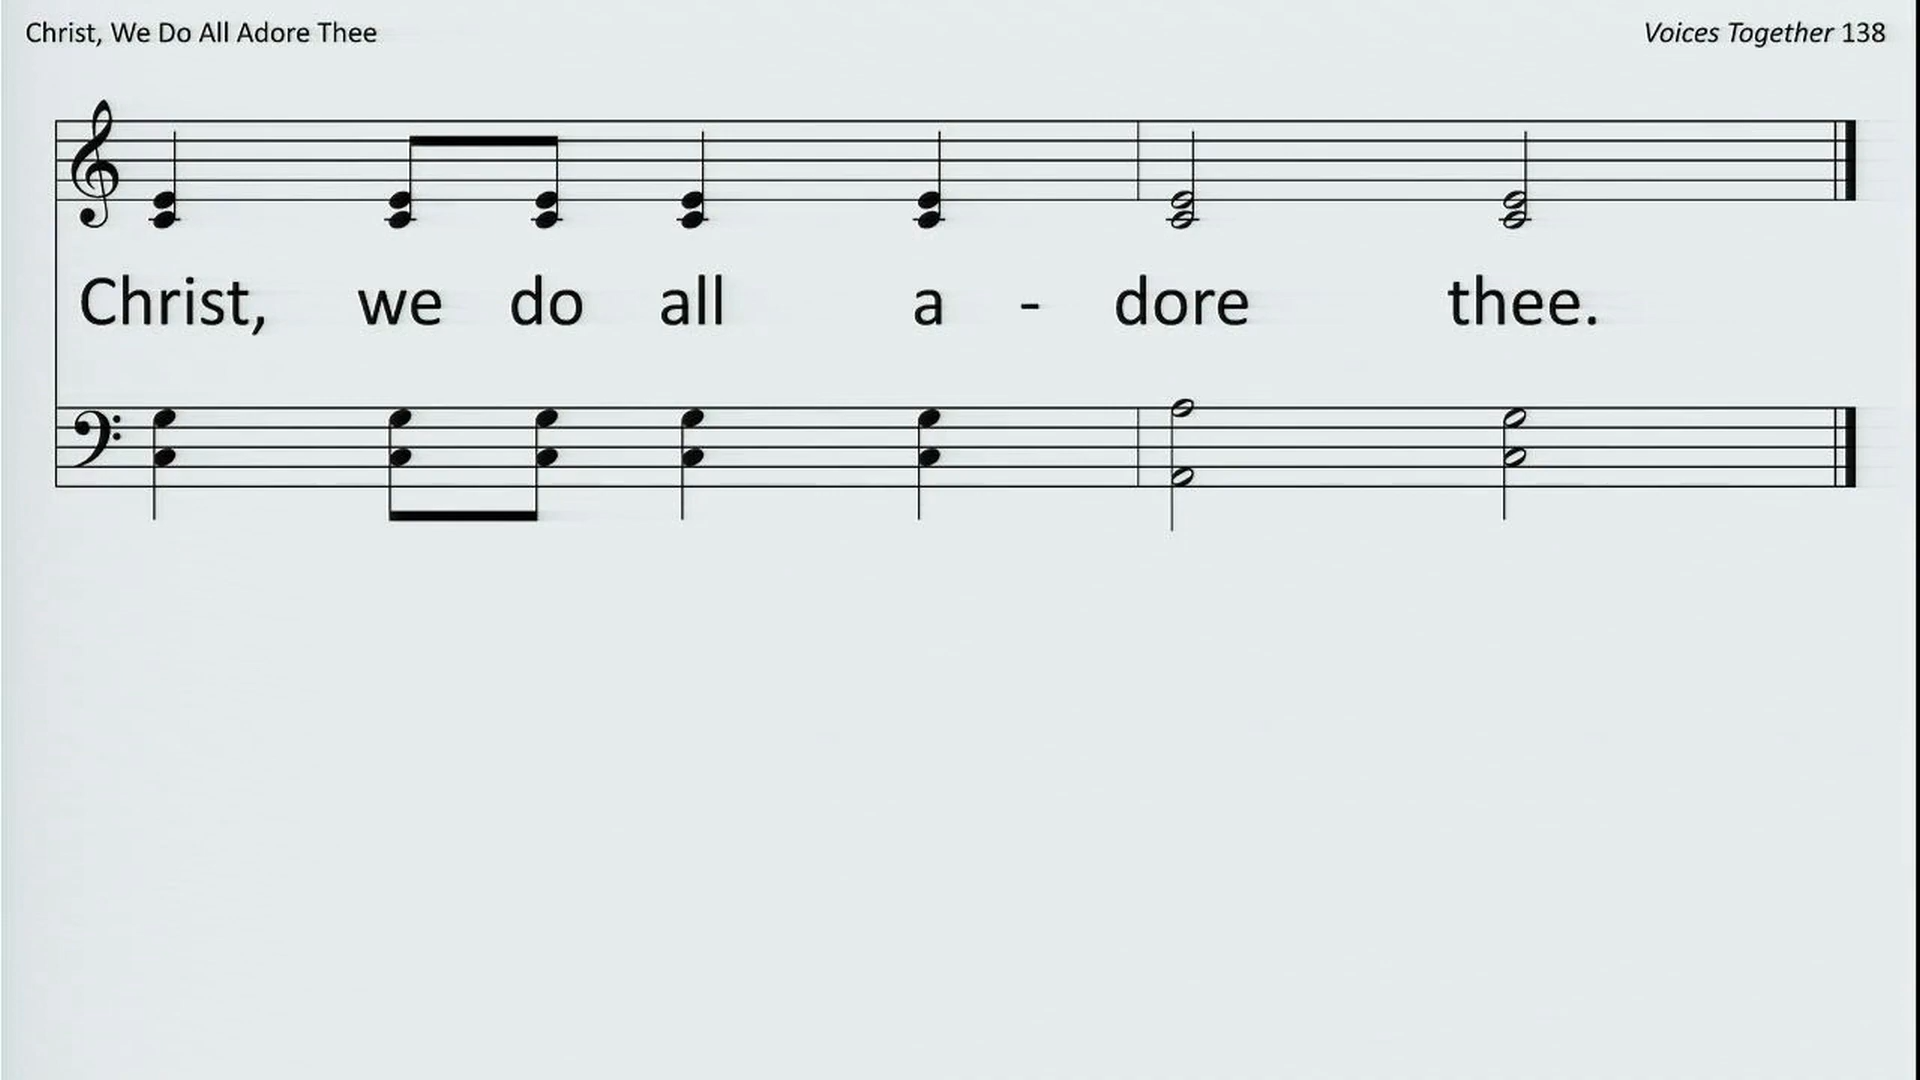 Christ, We Do All Adore Thee
Voices Together 138
Christ, we do all a - dore thee.